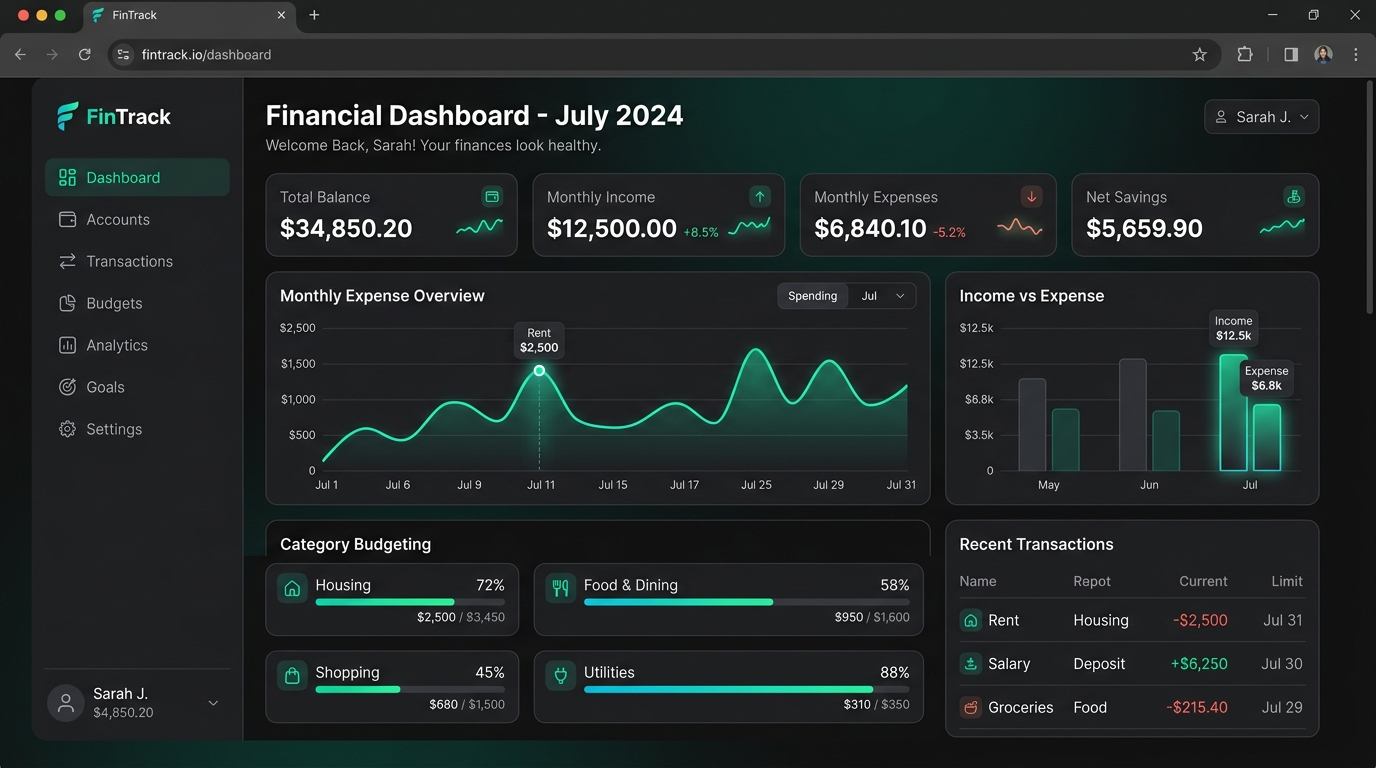 FinTrack
fintrack.io/dashboard
FinTrack
Dashboard
Accounts
Transactions
Budgets
Analytics
Goals
Settings
Sarah J.
$4,850.20
Financial Dashboard - July 2024
Welcome Back, Sarah! Your finances look healthy.
Sarah J.
Total Balance
$34,850.20
Monthly Income
$12,500.00 +8.5%
Monthly Expenses
$6,840.10 -5.2%
Net Savings
$5,659.90
Monthly Expense Overview
Spending Jul
$2,500
$1,500
$1,000
$500
0
Rent
$2,500
Jul 1 Jul 6 Jul 9 Jul 11 Jul 15 Jul 17 Jul 25 Jul 29 Jul 31
Income vs Expense
$12.5k
$12.5k
$6.8k
$3.5k
0
Income
$12.5k
Expense
$6.8k
May Jun Jul
Category Budgeting
Housing 72%
$2,500 / $3,450
Food & Dining 58%
$950 / $1,600
Shopping 45%
$680 / $1,500
Utilities 88%
$310 / $350
Recent Transactions
Name Repot Current Limit
Rent Housing -$2,500 Jul 31
Salary Deposit +$6,250 Jul 30
Groceries Food -$215.40 Jul 29